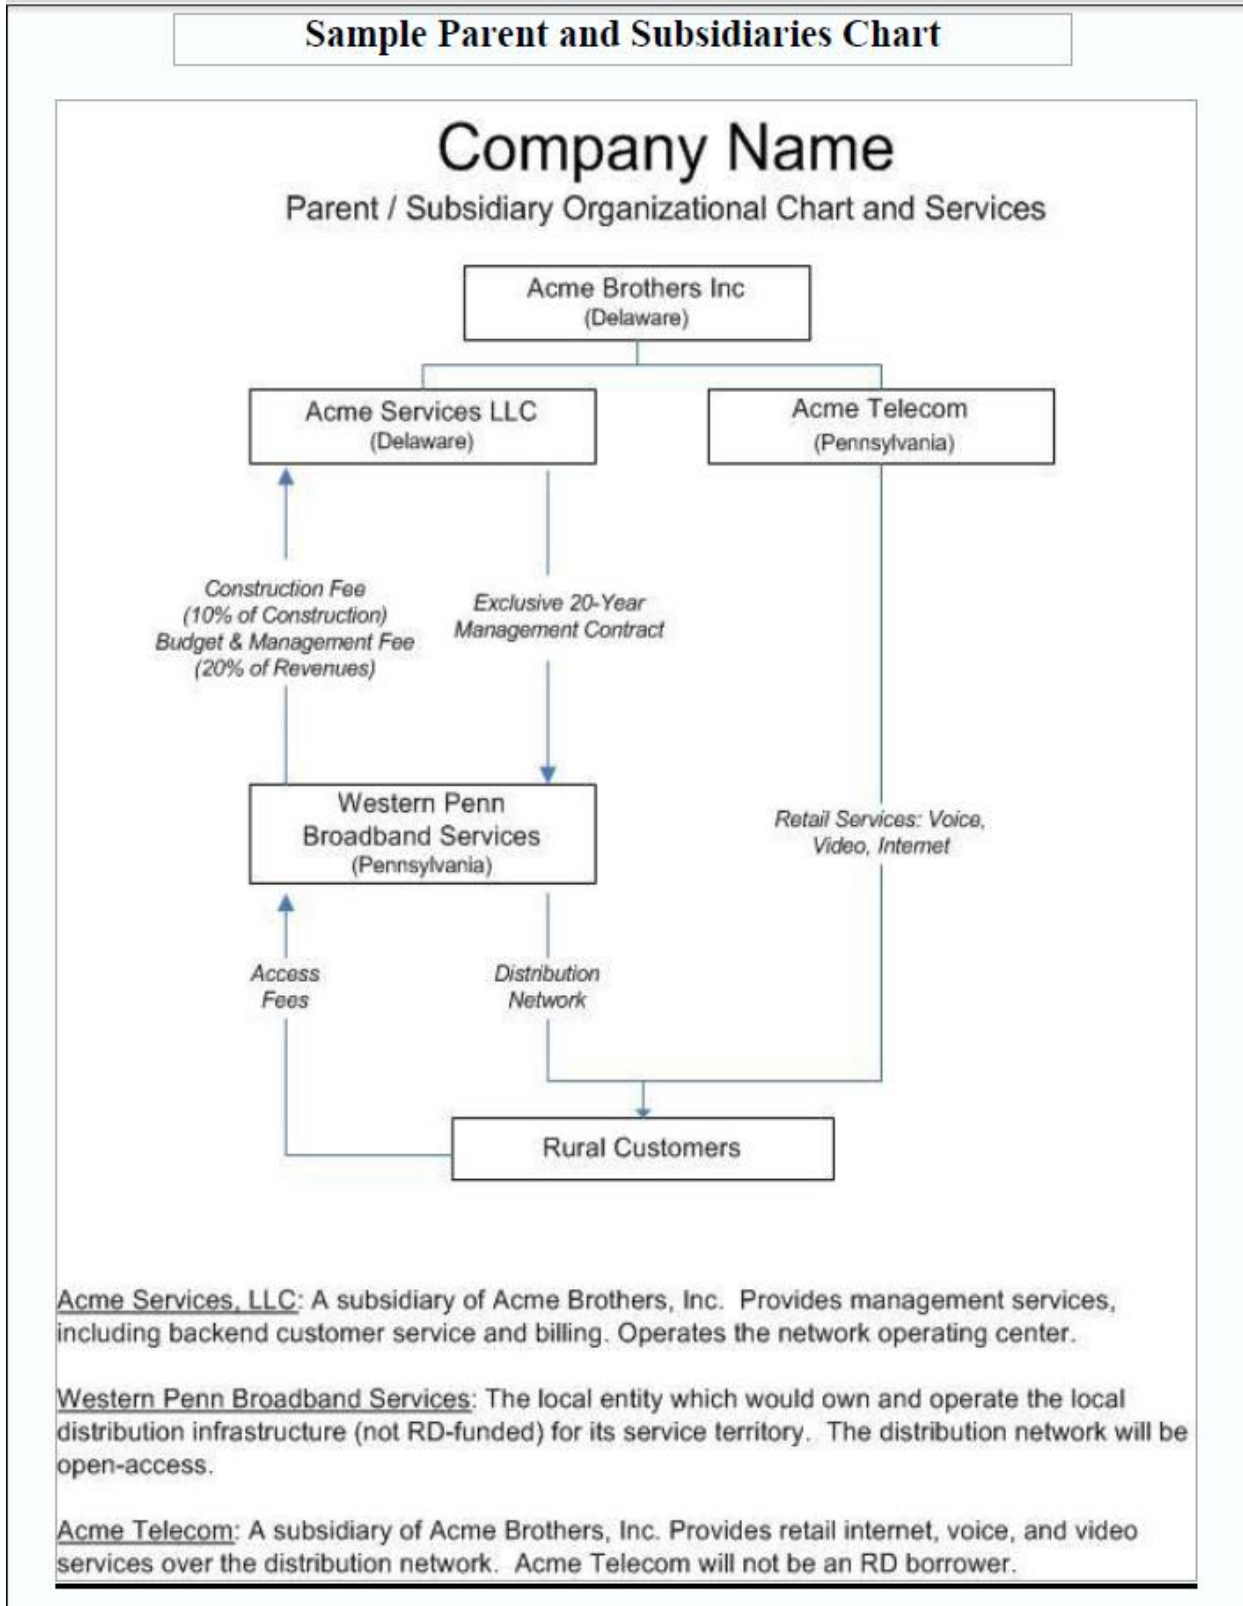 Sample Parent and Subsidiaries Chart
Company Name
Parent / Subsidiary Organizational Chart and Services
Acme Brothers Inc
(Delaware)
Acme Services LLC
(Delaware)
Acme Telecom
(Pennsylvania)
Construction Fee
(10% of Construction)
Budget & Management Fee
(20% of Revenues)
Exclusive 20-Year
Management Contract
Western Penn
Broadband Services
(Pennsylvania)
Retail Services: Voice,
Video, Internet
Access
Fees
Distribution
Network
Rural Customers
Acme Services, LLC: A subsidiary of Acme Brothers, Inc.  Provides management services,
including backend customer service and billing. Operates the network operating center.
Western Penn Broadband Services: The local entity which would own and operate the local
distribution infrastructure (not RD-funded) for its service territory.  The distribution network will be
open-access.
Acme Telecom: A subsidiary of Acme Brothers, Inc. Provides retail internet, voice, and video
services over the distribution network.  Acme Telecom will not be an RD borrower.